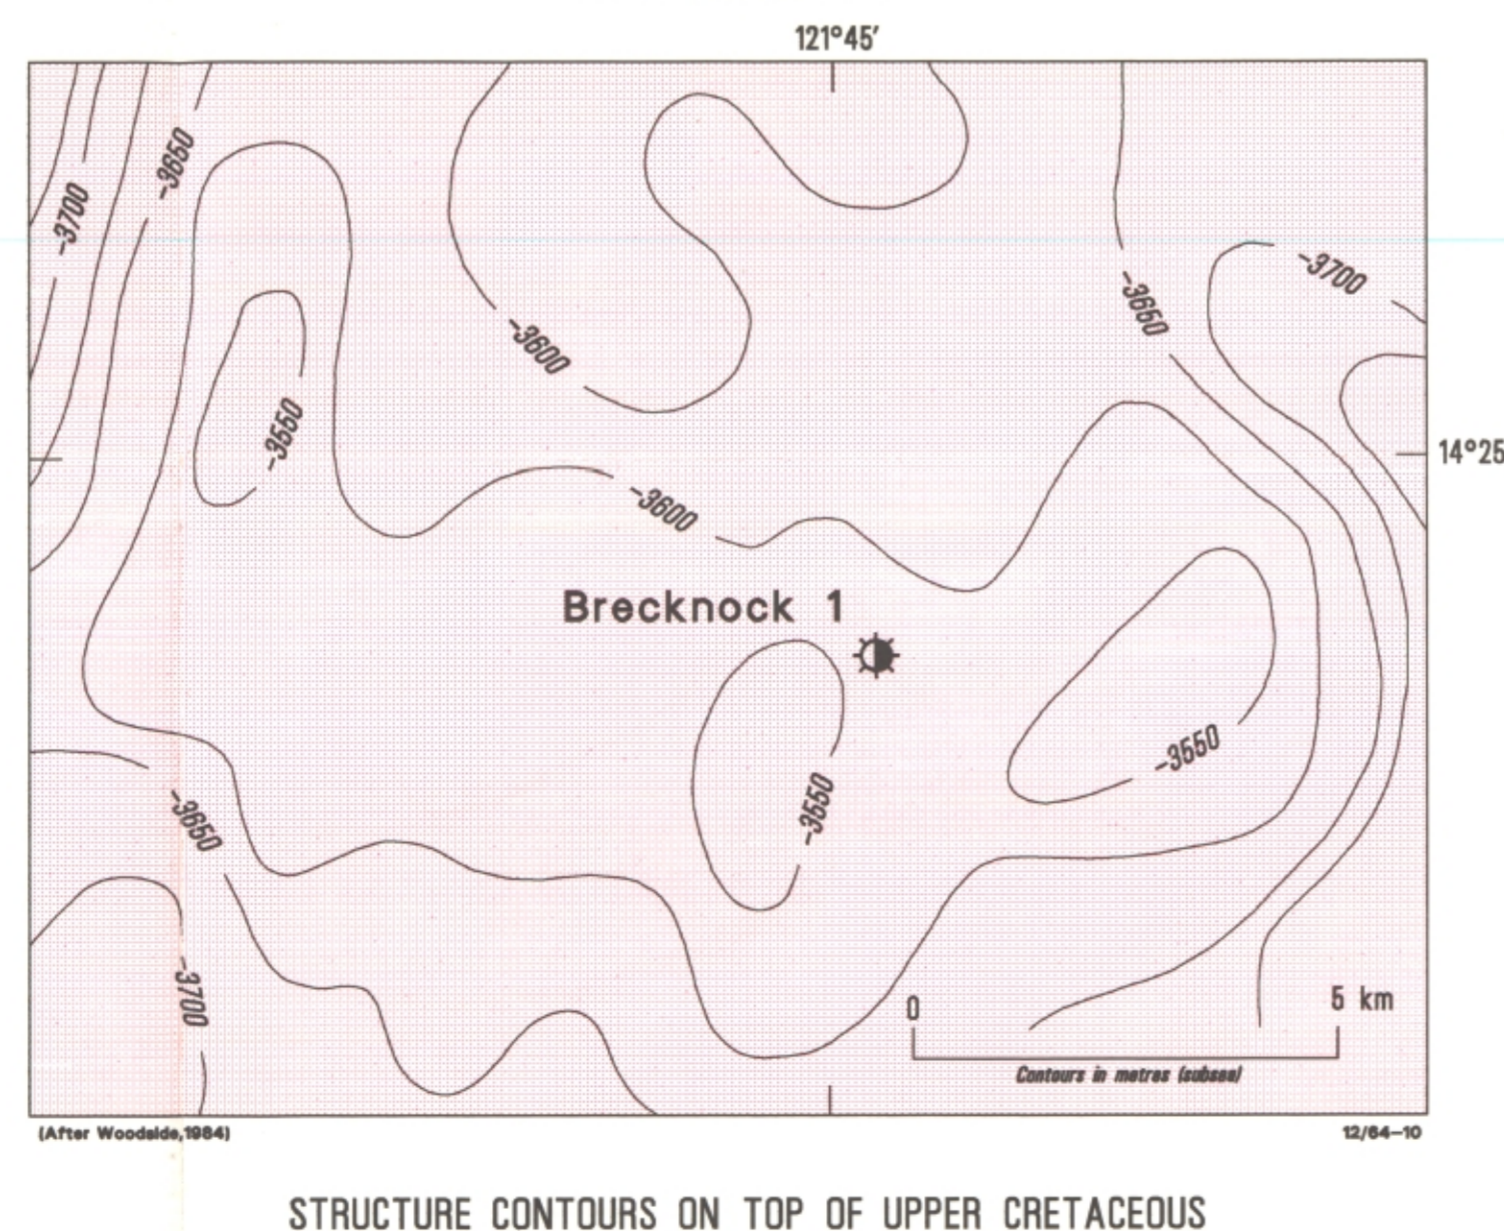 121°45′
-3650
-3700
-3700
-3650
-3600
-3550
14°25
-3600
Brecknock 1
-3550
-3550
-3650
-3700
0 5 km
Contours in metres (subsea)
(After Woodside,1984) 12/64-10
STRUCTURE CONTOURS ON TOP OF UPPER CRETACEOUS